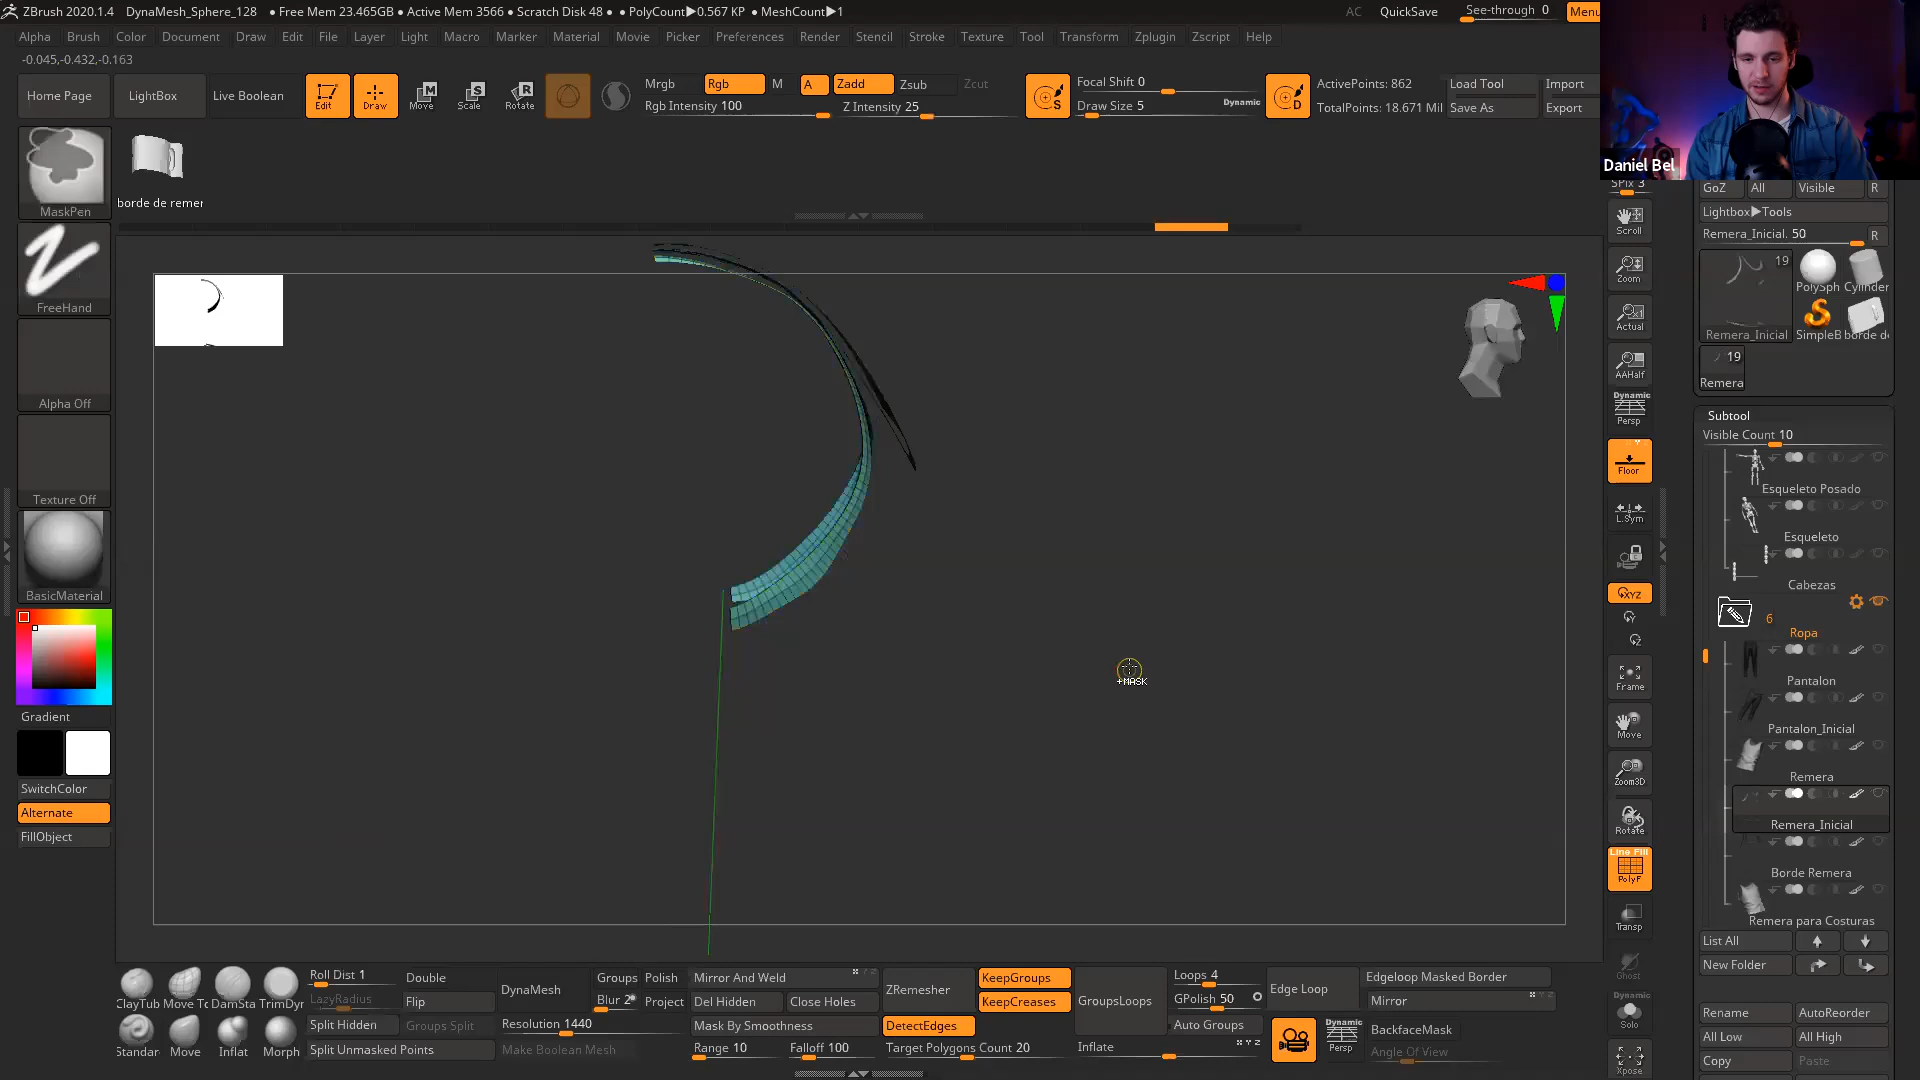 ZBrush 2020.1.4 DynaMesh_Sphere_128 • Free Mem 23.465GB • Active Mem 3566 • Scratch Disk 48 • • PolyCount▶0.567 KP • MeshCount▶1 AC QuickSave See-through 0 Menu
Alpha Brush Color Document Draw Edit File Layer Light Macro Marker Material Movie Picker Preferences Render Stencil Stroke Texture Tool Transform Zplugin Zscript Help
-0.045,-0.432,-0.163
Home Page LightBox Live Boolean Edit Draw Move Scale Rotate
Mrgb Rgb M A Zadd Zsub Zcut
Rgb Intensity 100 Z Intensity 25
Focal Shift 0
Draw Size 5 Dynamic
ActivePoints: 862
TotalPoints: 18.671 Mil
Load Tool Import
Save As Export
Daniel Bel
MaskPen
borde de remer
FreeHand
Alpha Off
Texture Off
BasicMaterial
Gradient
SwitchColor
Alternate
FillObject
+MASK
SPix 3
Scroll
Zoom
Actual
AAHalf
Dynamic
Persp
Floor
L.Sym
XYZ
Frame
Move
Zoom3D
Rotate
Line Fill
PolyF
Transp
Ghost
Dynamic
Solo
Xpose
GoZ All Visible R
Lightbox▶Tools
Remera_Inicial. 50 R
19
PolySph Cylinder
Remera_Inicial SimpleB borde de
19
Remera
Subtool
Visible Count 10
Esqueleto Posado
Esqueleto
Cabezas
6
Ropa
Pantalon
Pantalon_Inicial
Remera
Remera_Inicial
Borde Remera
Remera para Costuras
List All
New Folder
Rename AutoReorder
All Low All High
Copy Paste
ClayTub Move To DamSta TrimDyn
Standar Move Inflat Morph
Roll Dist 1
LazyRadius
Split Hidden
Split Unmasked Points
Double
Flip
Groups Split
DynaMesh
Resolution 1440
Make Boolean Mesh
Groups Polish
Blur 2 Project
Mirror And Weld
Del Hidden Close Holes
Mask By Smoothness
Range 10 Falloff 100
ZRemesher
KeepGroups
KeepCreases
DetectEdges
Target Polygons Count 20
GroupsLoops
Inflate
Loops 4
GPolish 50
Auto Groups
Edge Loop
Edgeloop Masked Border
Mirror
Dynamic
Persp
BackfaceMask
Angle Of View